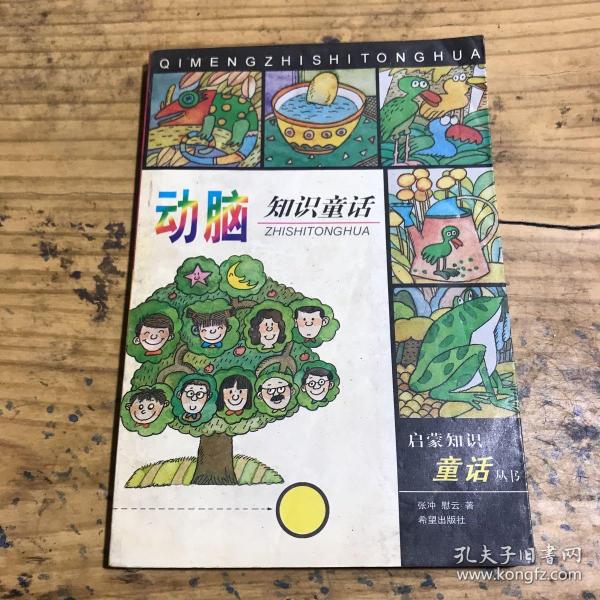 QIMENGZHISHITONGHUA
动脑 知识童话
ZHISHITONGHUA
启蒙知识
童话丛书
张冲 慰云 著
希望出版社
孔夫子旧书网
www.kongfz.com